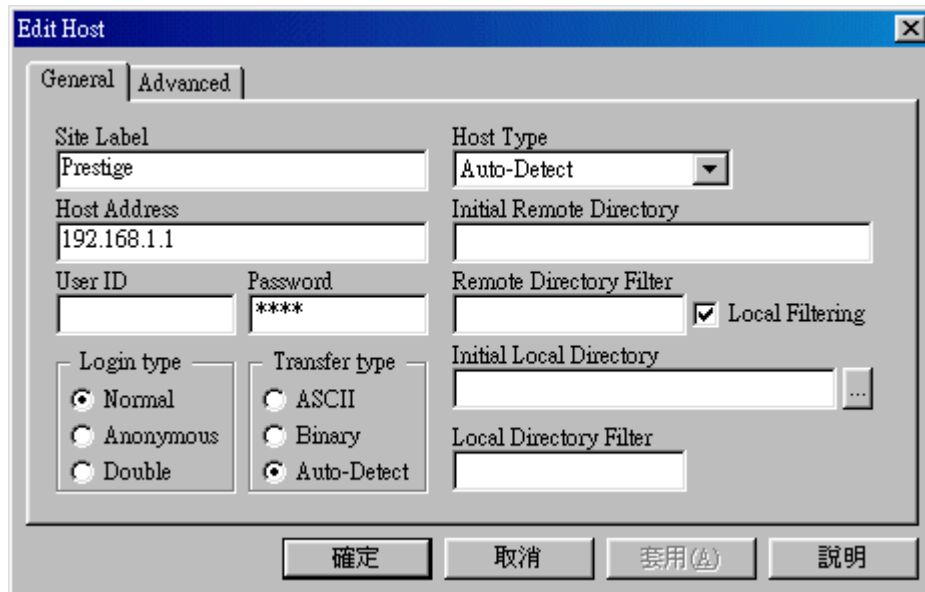 Edit Host
General Advanced
Site Label
Prestige
Host Address
192.168.1.1
User ID Password
****
Login type
Normal
Anonymous
Double
Transfer type
ASCII
Binary
Auto-Detect
Host Type
Auto-Detect
Initial Remote Directory
Remote Directory Filter
Local Filtering
Initial Local Directory
...
Local Directory Filter
確定 取消 套用(A) 說明